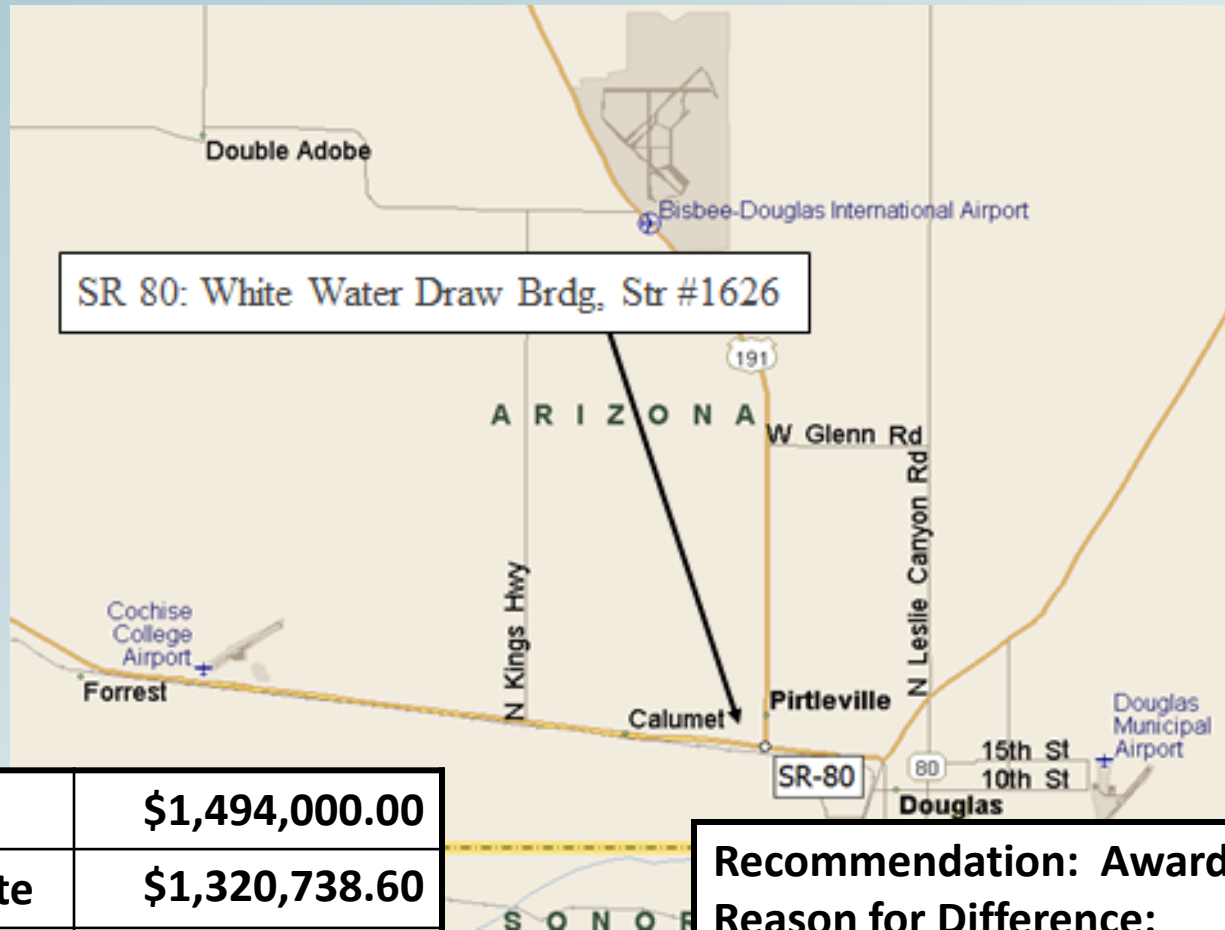 Double Adobe
Bisbee-Douglas International Airport
SR 80: White Water Draw Brdg, Str #1626
191
ARIZONA
W Glenn Rd
N Leslie Canyon Rd
N Kings Hwy
Cochise
College
Airport
Forrest
Calumet
Pirtleville
Douglas
Municipal
Airport
SR-80
80
15th St
10th St
Douglas
$1,494,000.00
te
$1,320,738.60
Recommendation: Award
Reason for Difference:
SONOR